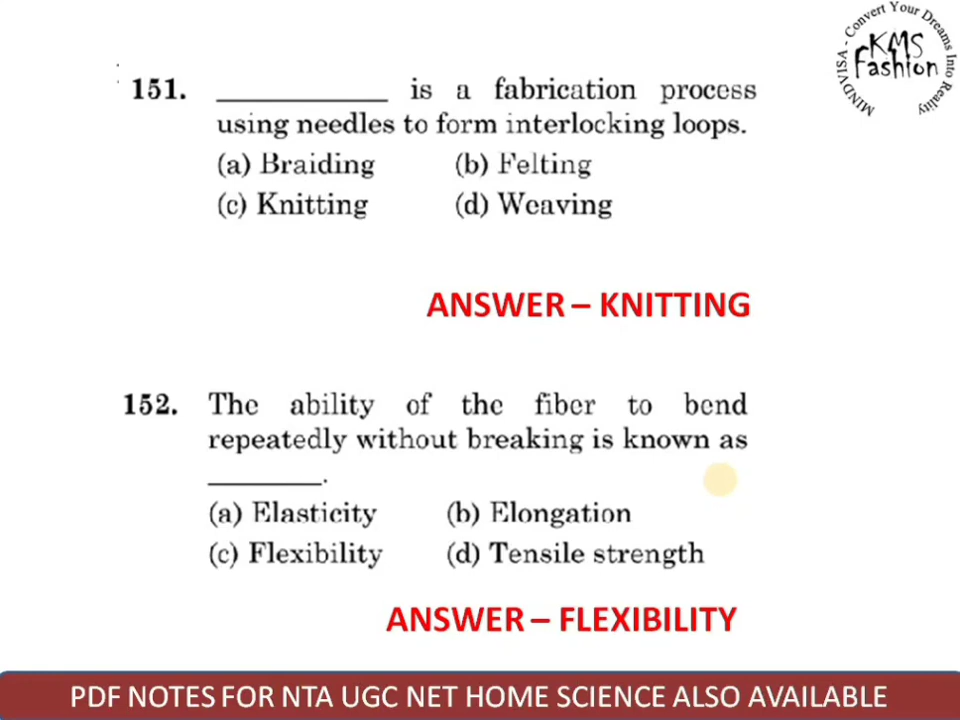 MINDVISA - Convert Your Dreams Into Reality
KMS
Fashion
151. ____________ is a fabrication process
using needles to form interlocking loops.
(a) Braiding (b) Felting
(c) Knitting (d) Weaving
ANSWER – KNITTING
152. The ability of the fiber to bend
repeatedly without breaking is known as
________.
(a) Elasticity (b) Elongation
(c) Flexibility (d) Tensile strength
ANSWER – FLEXIBILITY
PDF NOTES FOR NTA UGC NET HOME SCIENCE ALSO AVAILABLE